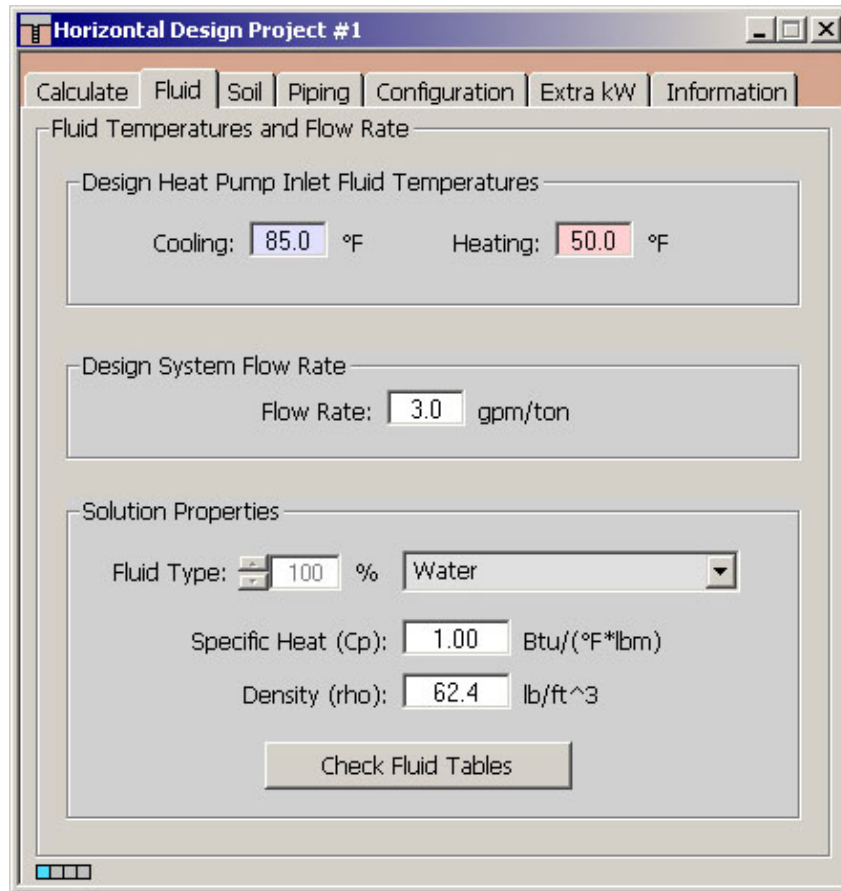 Horizontal Design Project #1
Calculate Fluid Soil Piping Configuration Extra kW Information
Fluid Temperatures and Flow Rate
Design Heat Pump Inlet Fluid Temperatures
Cooling: 85.0 °F Heating: 50.0 °F
Design System Flow Rate
Flow Rate: 3.0 gpm/ton
Solution Properties
Fluid Type: 100 % Water
Specific Heat (Cp): 1.00 Btu/(°F*lbm)
Density (rho): 62.4 lb/ft^3
Check Fluid Tables